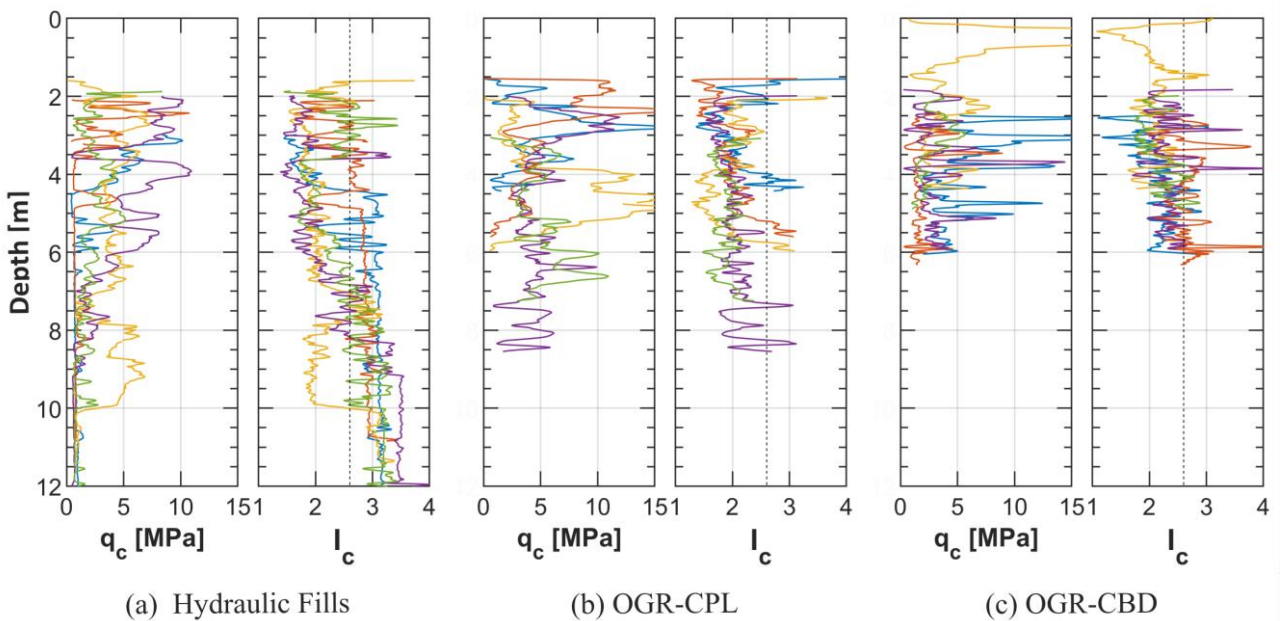 0
2
4
6
8
10
12
Depth [m]
0 5 10 15
q_c [MPa]
1 2 3 4
I_c
0 5 10 15
q_c [MPa]
1 2 3 4
I_c
0 5 10 15
q_c [MPa]
1 2 3 4
I_c
(a) Hydraulic Fills
(b) OGR-CPL
(c) OGR-CBD